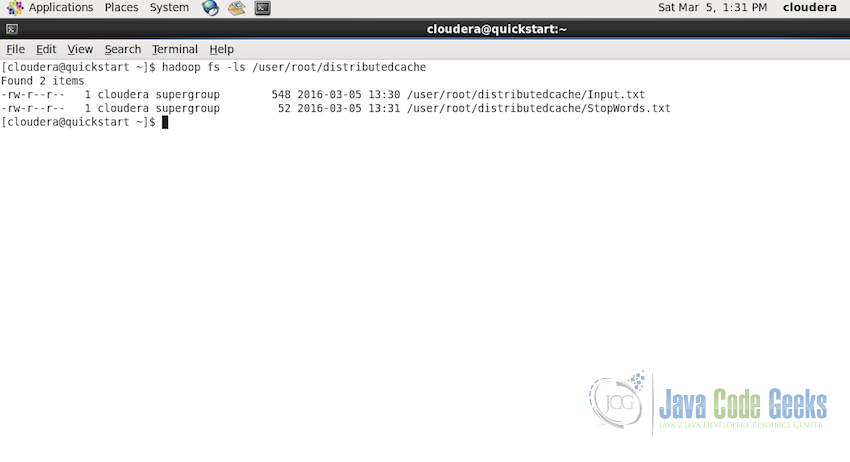 Applications Places System Sat Mar 5, 1:31 PM cloudera
cloudera@quickstart:~
File Edit View Search Terminal Help
[cloudera@quickstart ~]$ hadoop fs -ls /user/root/distributedcache
Found 2 items
-rw-r--r-- 1 cloudera supergroup 548 2016-03-05 13:30 /user/root/distributedcache/Input.txt
-rw-r--r-- 1 cloudera supergroup 52 2016-03-05 13:31 /user/root/distributedcache/StopWords.txt
[cloudera@quickstart ~]$
JCG
Java Code Geeks
Java 2 Java Developers Resource Center